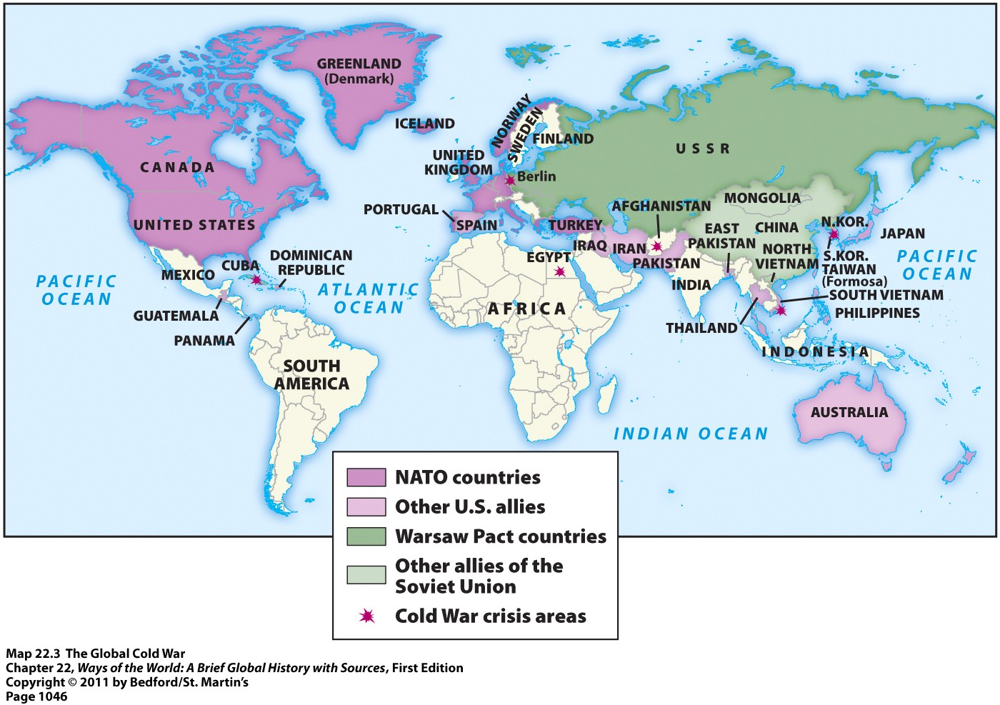 GREENLAND
(Denmark)
ICELAND
NORWAY
SWEDEN
FINLAND
UNITED
KINGDOM
Berlin
USSR
CANADA
UNITED STATES
PORTUGAL
SPAIN
TURKEY
AFGHANISTAN
MONGOLIA
CHINA
N.KOR.
JAPAN
S.KOR.
TAIWAN
(Formosa)
EAST
PAKISTAN
NORTH
VIETNAM
IRAQ
IRAN
PAKISTAN
INDIA
EGYPT
MEXICO
CUBA
DOMINICAN
REPUBLIC
GUATEMALA
PANAMA
PACIFIC
OCEAN
ATLANTIC
OCEAN
PACIFIC
OCEAN
AFRICA
SOUTH VIETNAM
PHILIPPINES
THAILAND
INDONESIA
SOUTH
AMERICA
AUSTRALIA
INDIAN OCEAN
NATO countries
Other U.S. allies
Warsaw Pact countries
Other allies of the
Soviet Union
Cold War crisis areas
Map 22.3 The Global Cold War
Chapter 22, Ways of the World: A Brief Global History with Sources, First Edition
Copyright © 2011 by Bedford/St. Martin's
Page 1046